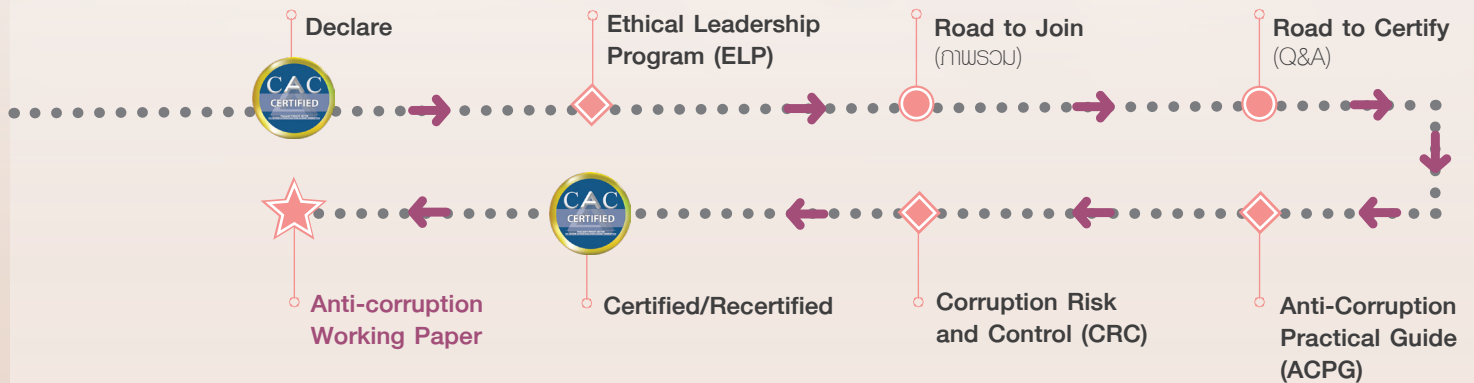 Declare
Ethical Leadership
Program (ELP)
Road to Join
(ภาพรวม)
Road to Certify
(Q&A)
CAC
CERTIFIED
CAC
CERTIFIED
Anti-corruption
Working Paper
Certified/Recertified
Corruption Risk
and Control (CRC)
Anti-Corruption
Practical Guide
(ACPG)